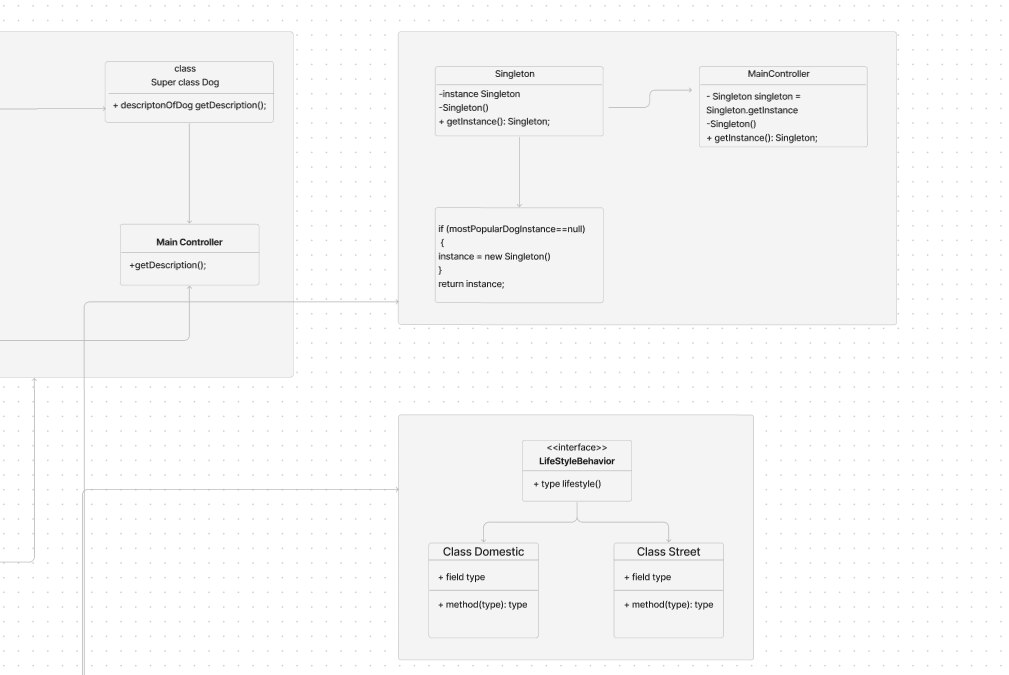 class
Super class Dog
+ descriptonOfDog getDescription();
Main Controller
+getDescription();
Singleton
-instance Singleton
-Singleton()
+ getInstance(): Singleton;
MainController
- Singleton singleton =
Singleton.getInstance
-Singleton()
+ getInstance(): Singleton;
if (mostPopularDogInstance==null)
{
instance = new Singleton()
}
return instance;
<<interface>>
LifeStyleBehavior
+ type lifestyle()
Class Domestic
+ field type
+ method(type): type
Class Street
+ field type
+ method(type): type